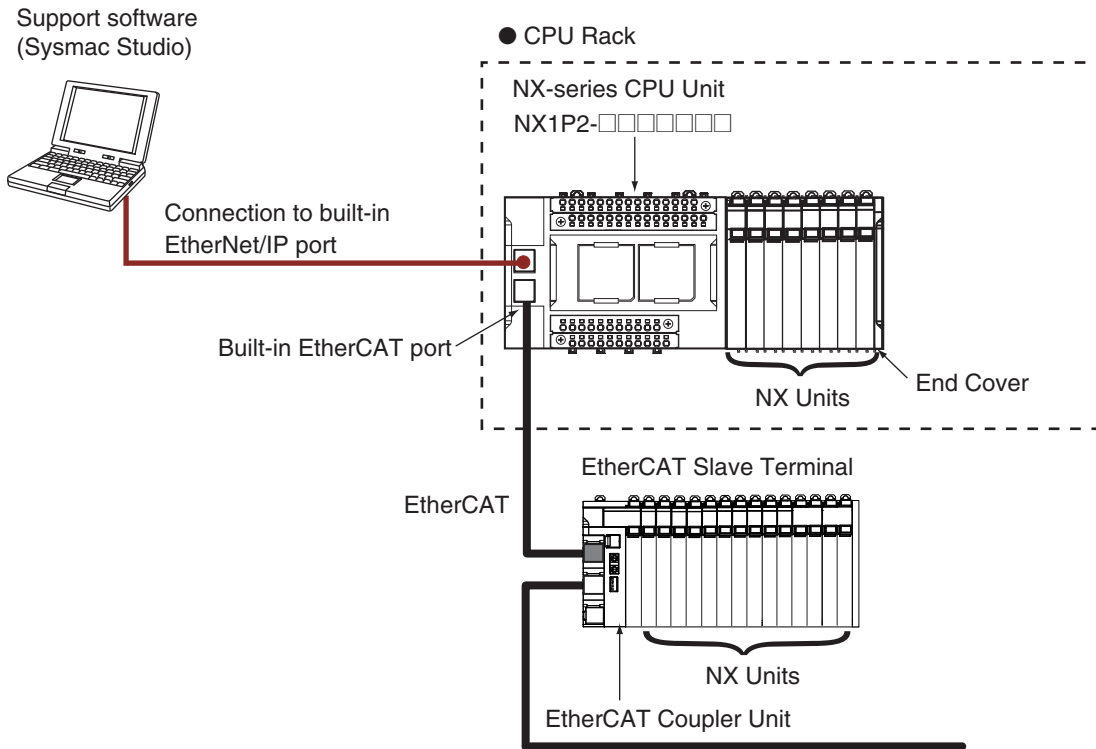 Support software
(Sysmac Studio)
● CPU Rack
NX-series CPU Unit
NX1P2-□□□□□□□
Connection to built-in
EtherNet/IP port
Built-in EtherCAT port
End Cover
NX Units
EtherCAT Slave Terminal
EtherCAT
NX Units
EtherCAT Coupler Unit